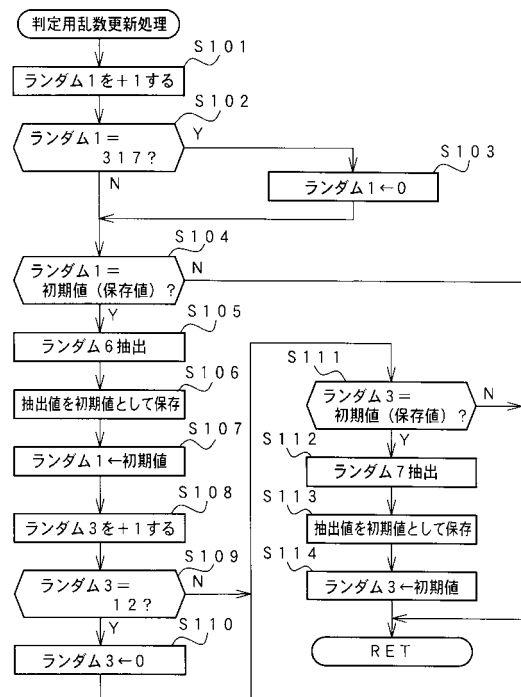 判定用乱数更新処理
S101
ランダム1を+1する
S102
ランダム1=
317?
Y
N
S103
ランダム1←0
S104
ランダム1=
初期値(保存値)?
N
Y
S105
ランダム6抽出
S106
抽出値を初期値として保存
S107
ランダム1←初期値
S108
ランダム3を+1する
S109
ランダム3=
12?
N
Y
S110
ランダム3←0
S111
ランダム3=
初期値(保存値)?
N
Y
S112
ランダム7抽出
S113
抽出値を初期値として保存
S114
ランダム3←初期値
RET